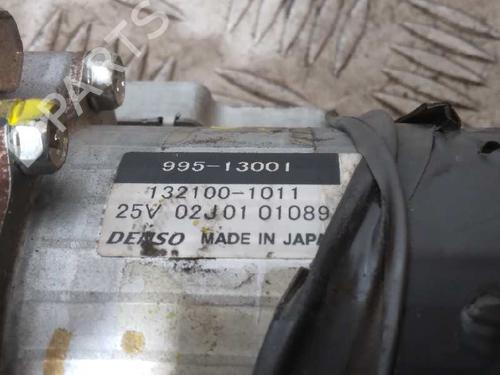 PARTS
995-13001
132100-1011
25V 02J01 01089
DENSO MADE IN JAPA